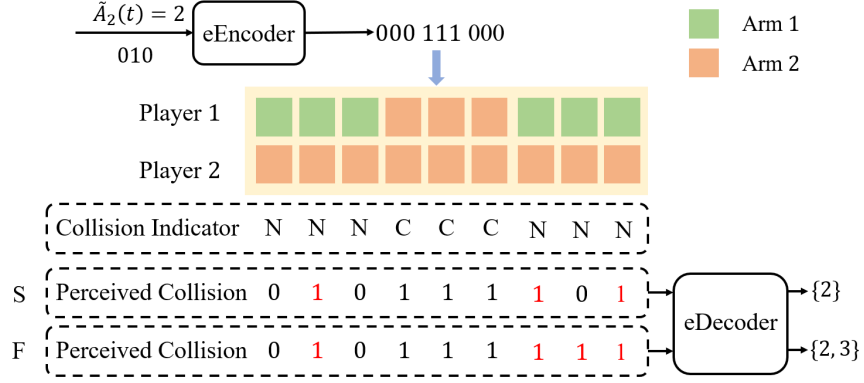 Ã₂(t) = 2
010
eEncoder
000 111 000
Arm 1
Arm 2
Player 1
Player 2
Collision Indicator N N N C C C N N N
S Perceived Collision 0 1 0 1 1 1 1 0 1
F Perceived Collision 0 1 0 1 1 1 1 1 1
eDecoder
{2}
{2, 3}